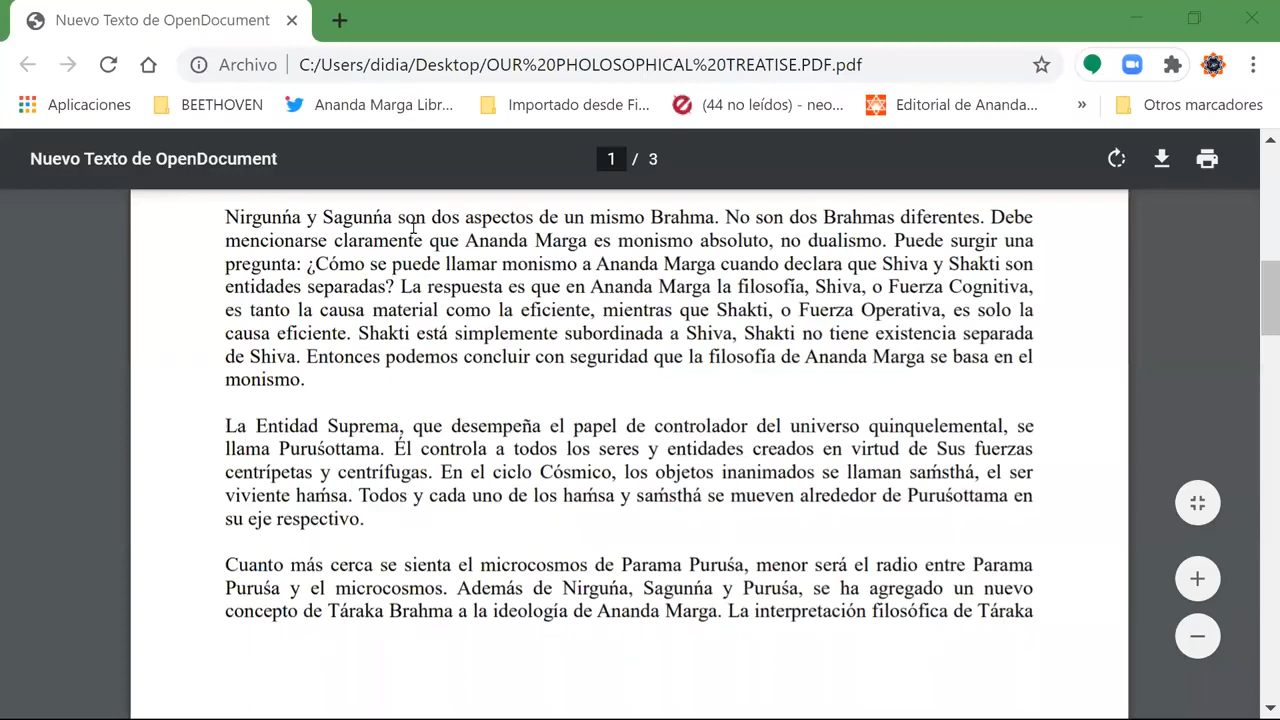 Nuevo Texto de OpenDocument
Archivo C:/Users/didia/Desktop/OUR%20PHOLOSOPHICAL%20TREATISE.PDF.pdf
Aplicaciones BEETHOVEN Ananda Marga Libr... Importado desde Fi... (44 no leídos) - neo... Editorial de Ananda... » Otros marcadores
Nuevo Texto de OpenDocument 1 / 3
Nirgunńa y Sagunńa son dos aspectos de un mismo Brahma. No son dos Brahmas diferentes. Debe
mencionarse claramente que Ananda Marga es monismo absoluto, no dualismo. Puede surgir una
pregunta: ¿Cómo se puede llamar monismo a Ananda Marga cuando declara que Shiva y Shakti son
entidades separadas? La respuesta es que en Ananda Marga la filosofía, Shiva, o Fuerza Cognitiva,
es tanto la causa material como la eficiente, mientras que Shakti, o Fuerza Operativa, es solo la
causa eficiente. Shakti está simplemente subordinada a Shiva, Shakti no tiene existencia separada
de Shiva. Entonces podemos concluir con seguridad que la filosofía de Ananda Marga se basa en el
monismo.
La Entidad Suprema, que desempeña el papel de controlador del universo quinquelemental, se
llama Puruśottama. Él controla a todos los seres y entidades creados en virtud de Sus fuerzas
centrípetas y centrífugas. En el ciclo Cósmico, los objetos inanimados se llaman saḿsthá, el ser
viviente haḿsa. Todos y cada uno de los haḿsa y saḿsthá se mueven alrededor de Puruśottama en
su eje respectivo.
Cuanto más cerca se sienta el microcosmos de Parama Puruśa, menor será el radio entre Parama
Puruśa y el microcosmos. Además de Nirguńa, Sagunńa y Puruśa, se ha agregado un nuevo
concepto de Táraka Brahma a la ideología de Ananda Marga. La interpretación filosófica de Táraka